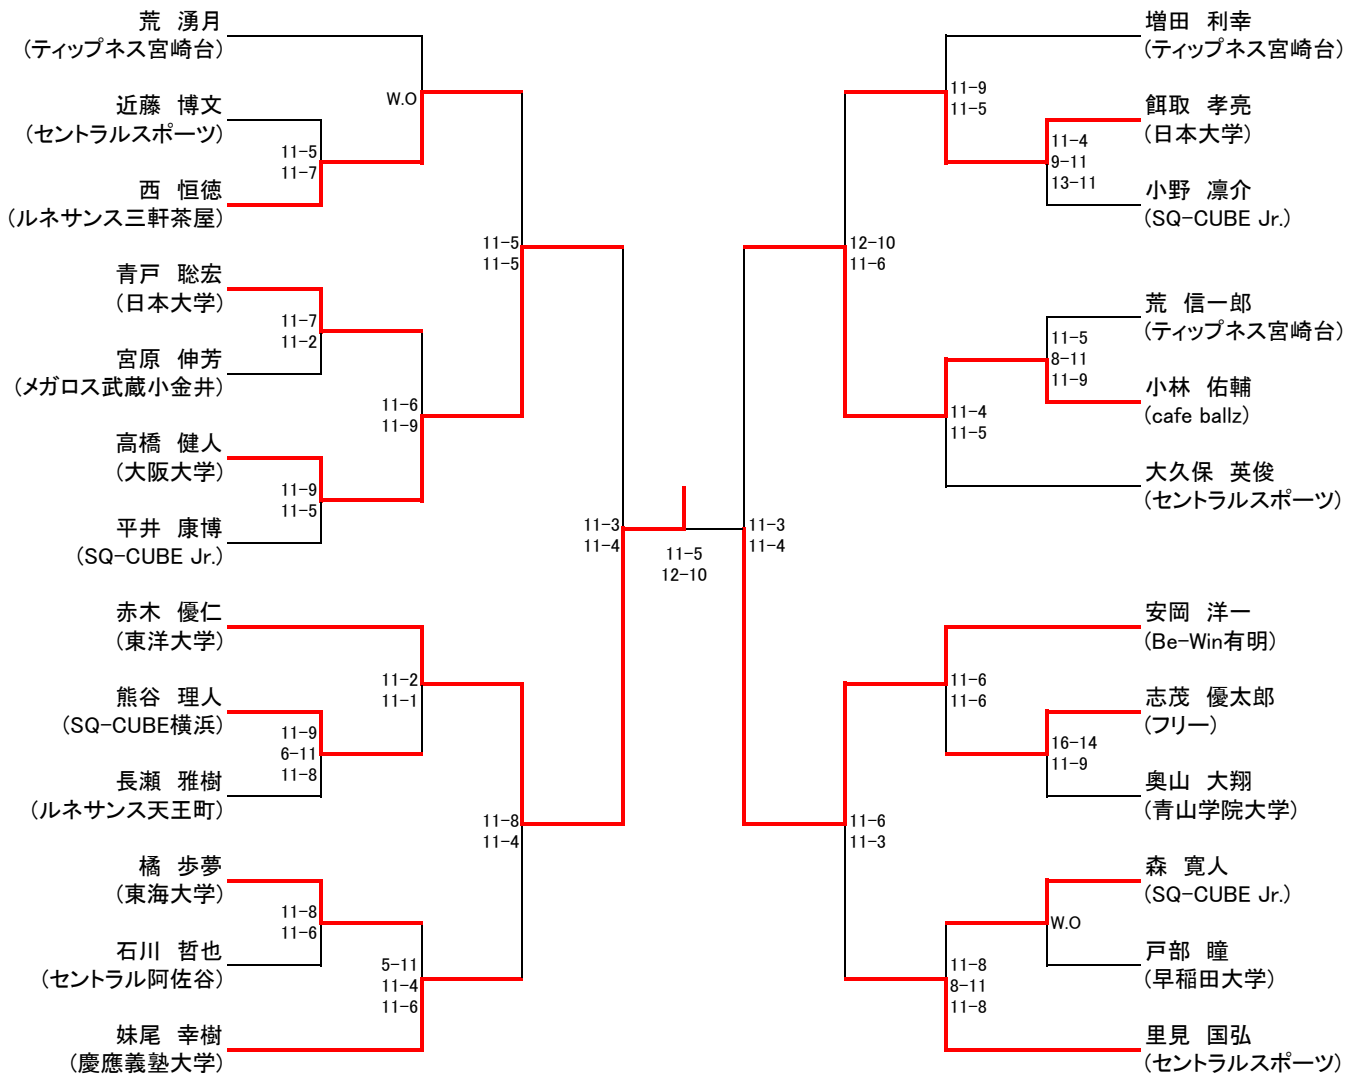 荒　湧月
(ティップネス宮崎台)
近藤　博文
(セントラルスポーツ)
西　恒徳
(ルネサンス三軒茶屋)
青戸　聡宏
(日本大学)
宮原　伸芳
(メガロス武蔵小金井)
高橋　健人
(大阪大学)
平井　康博
(SQ-CUBE Jr.)
赤木　優仁
(東洋大学)
熊谷　理人
(SQ-CUBE横浜)
長瀬　雅樹
(ルネサンス天王町)
橘　歩夢
(東海大学)
石川　哲也
(セントラル阿佐谷)
妹尾　幸樹
(慶應義塾大学)
11-5
11-7
11-7
11-2
11-9
11-5
11-9
6-11
11-8
11-8
11-6
W.O
11-6
11-9
11-2
11-1
5-11
11-4
11-6
11-5
11-5
11-8
11-4
11-3
11-4
11-5
12-10
11-3
11-4
12-10
11-6
11-6
11-3
11-9
11-5
11-4
11-5
11-6
11-6
11-8
8-11
11-8
11-4
9-11
13-11
11-5
8-11
11-9
16-14
11-9
W.O
増田　利幸
(ティップネス宮崎台)
餌取　孝亮
(日本大学)
小野　凛介
(SQ-CUBE Jr.)
荒　信一郎
(ティップネス宮崎台)
小林　佑輔
(cafe ballz)
大久保　英俊
(セントラルスポーツ)
安岡　洋一
(Be-Win有明)
志茂　優太郎
(フリー)
奥山　大翔
(青山学院大学)
森　寛人
(SQ-CUBE Jr.)
戸部　瞳
(早稲田大学)
里見　国弘
(セントラルスポーツ)